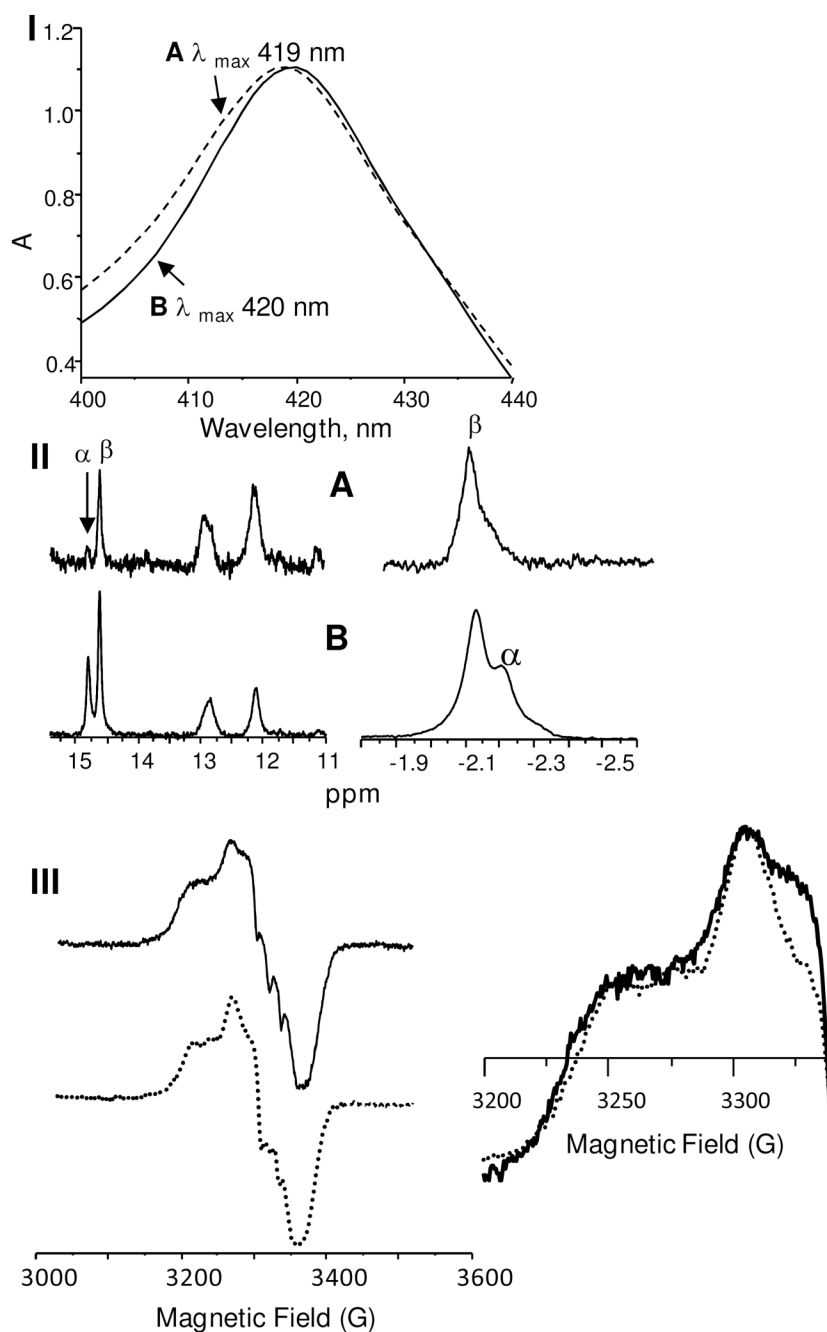 I
1.2
A λ max 419 nm
1.0
0.8
A
0.6
B λ max 420 nm
0.4
400 410 420 430 440
Wavelength, nm
II
α β
A
β
B
α
15 14 13 12 11
-1.9 -2.1 -2.3 -2.5
ppm
III
3200 3250 3300
Magnetic Field (G)
3000 3200 3400 3600
Magnetic Field (G)